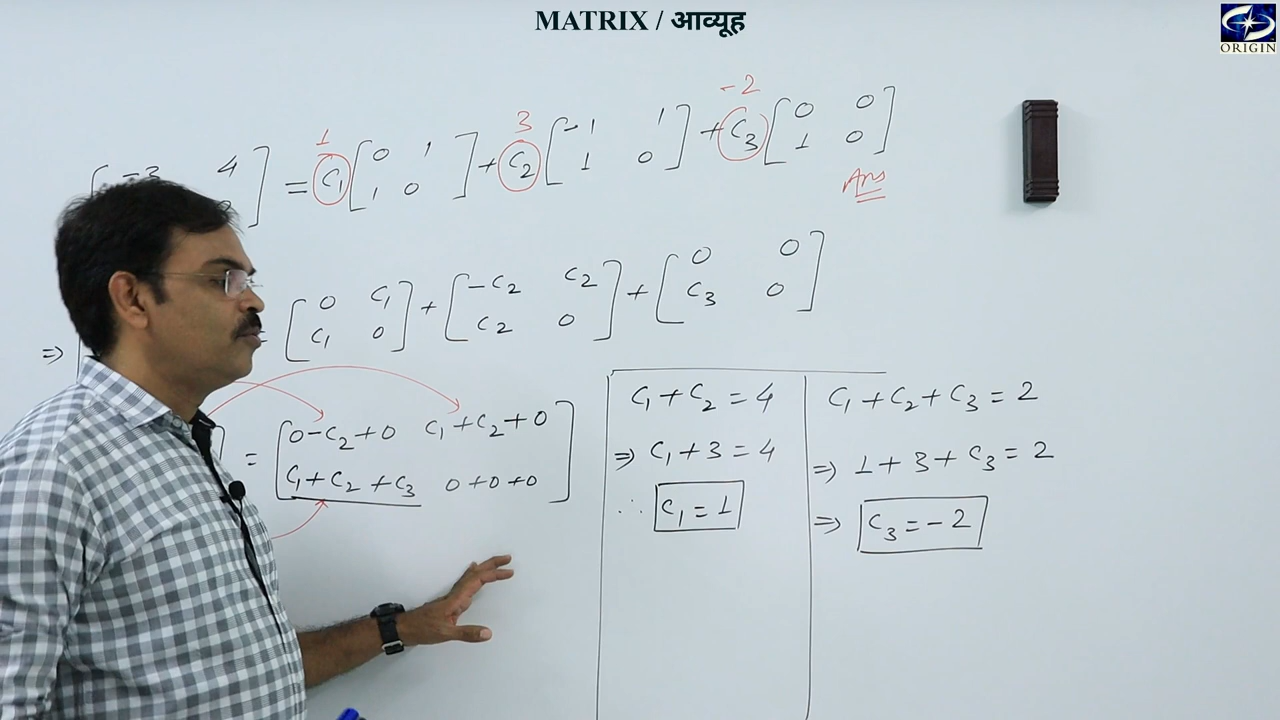 MATRIX / आव्यूह
ORIGIN
1 3 -2
-3 4 = C₁ [0 1] + C₂ [-1 1] + C₃ [0 0]
[1 0] [1 0] [1 0]
Ans
⇒ = [0 C₁] + [-C₂ C₂] + [0 0]
[C₁ 0] [C₂ 0] [C₃ 0]
= [0-C₂+0 C₁+C₂+0]
[C₁+C₂+C₃ 0+0+0]
C₁+C₂=4
⇒ C₁+3=4
∴ C₁=1
C₁+C₂+C₃=2
⇒ 1+3+C₃=2
⇒ C₃=-2